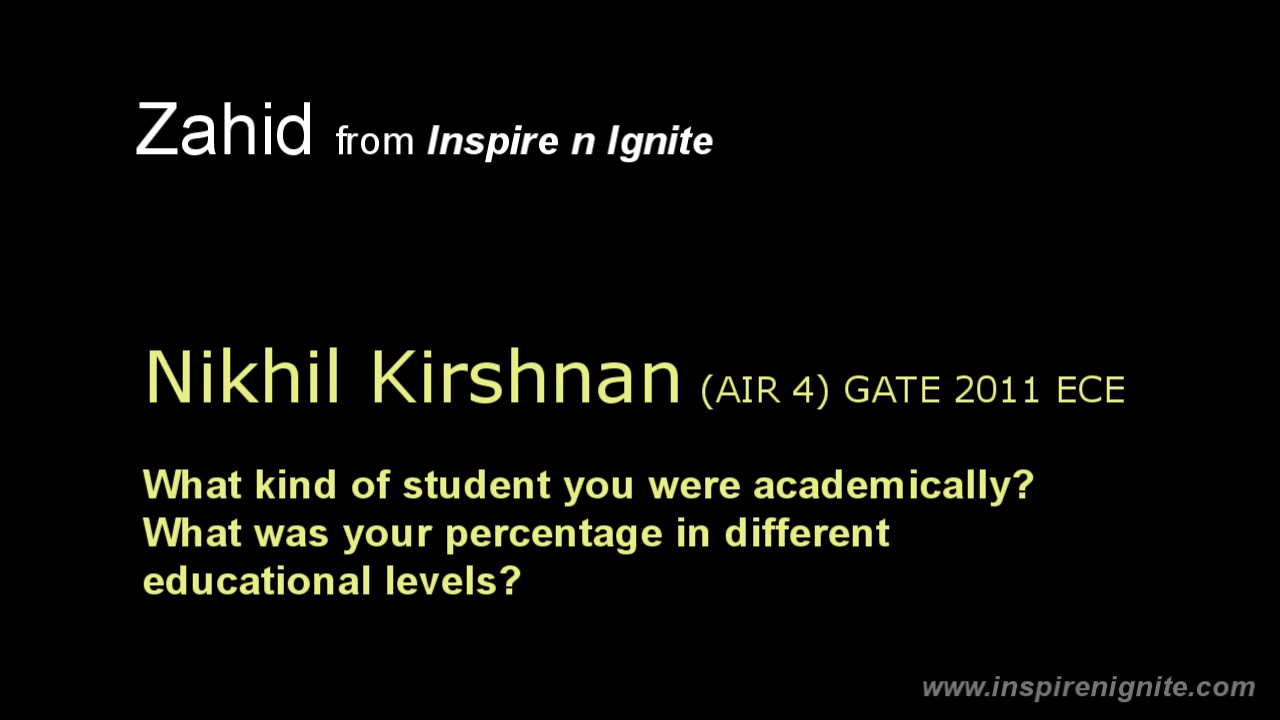 Zahid from Inspire n Ignite
Nikhil Kirshnan (AIR 4) GATE 2011 ECE
What kind of student you were academically?
What was your percentage in different
educational levels?
www.inspirenignite.com